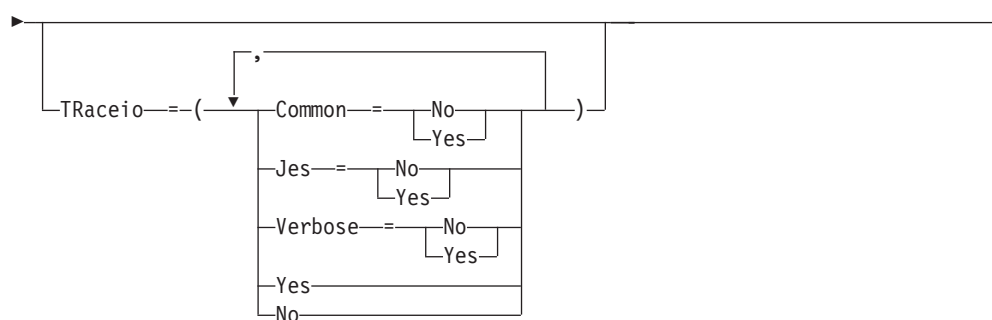 ,
TRaceio = ( Common = No )
Yes
Jes = No
Yes
Verbose = No
Yes
Yes
No